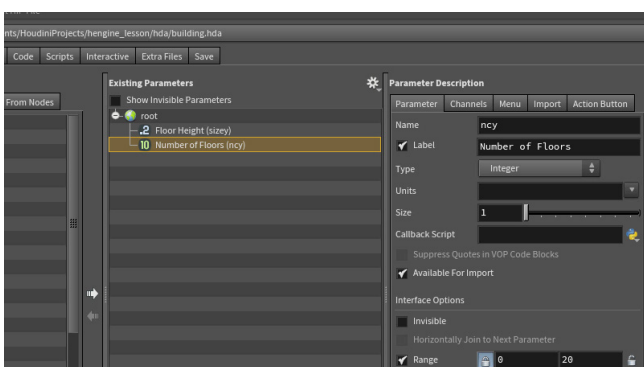 nts/HoudiniProjects/hengine_lesson/hda/building.hda
Code Scripts Interactive Extra Files Save
From Nodes
Existing Parameters
Show Invisible Parameters
root
.2 Floor Height (sizey)
10 Number of Floors (ncy)
Parameter Description
Parameter Channels Menu Import Action Button
Name ncy
Label Number of Floors
Type Integer
Units
Size 1
Callback Script
Suppress Quotes in VOP Code Blocks
Available For Import
Interface Options
Invisible
Horizontally Join to Next Parameter
Range 0 20